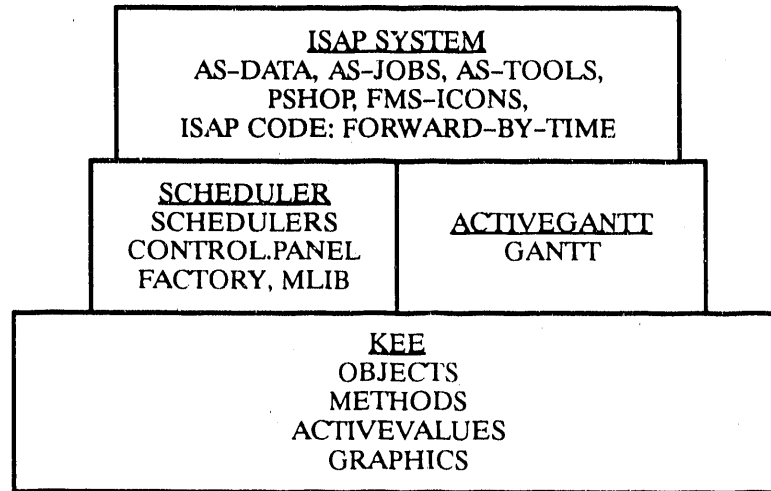 ISAP SYSTEM
AS-DATA, AS-JOBS, AS-TOOLS,
PSHOP, FMS-ICONS,
ISAP CODE: FORWARD-BY-TIME
SCHEDULER
SCHEDULERS
CONTROL.PANEL
FACTORY, MLIB
ACTIVEGANTT
GANTT
KEE
OBJECTS
METHODS
ACTIVEVALUES
GRAPHICS